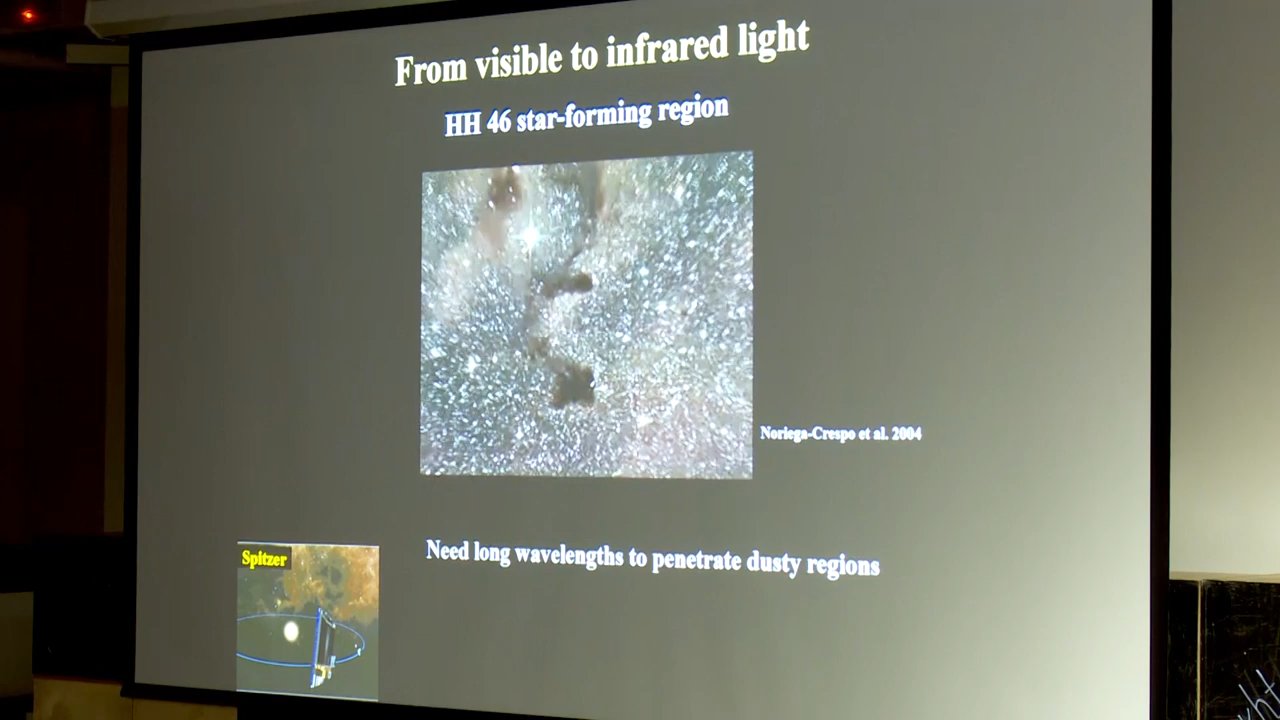 From visible to infrared light
HH 46 star-forming region
Noriega-Crespo et al. 2004
Spitzer
Need long wavelengths to penetrate dusty regions